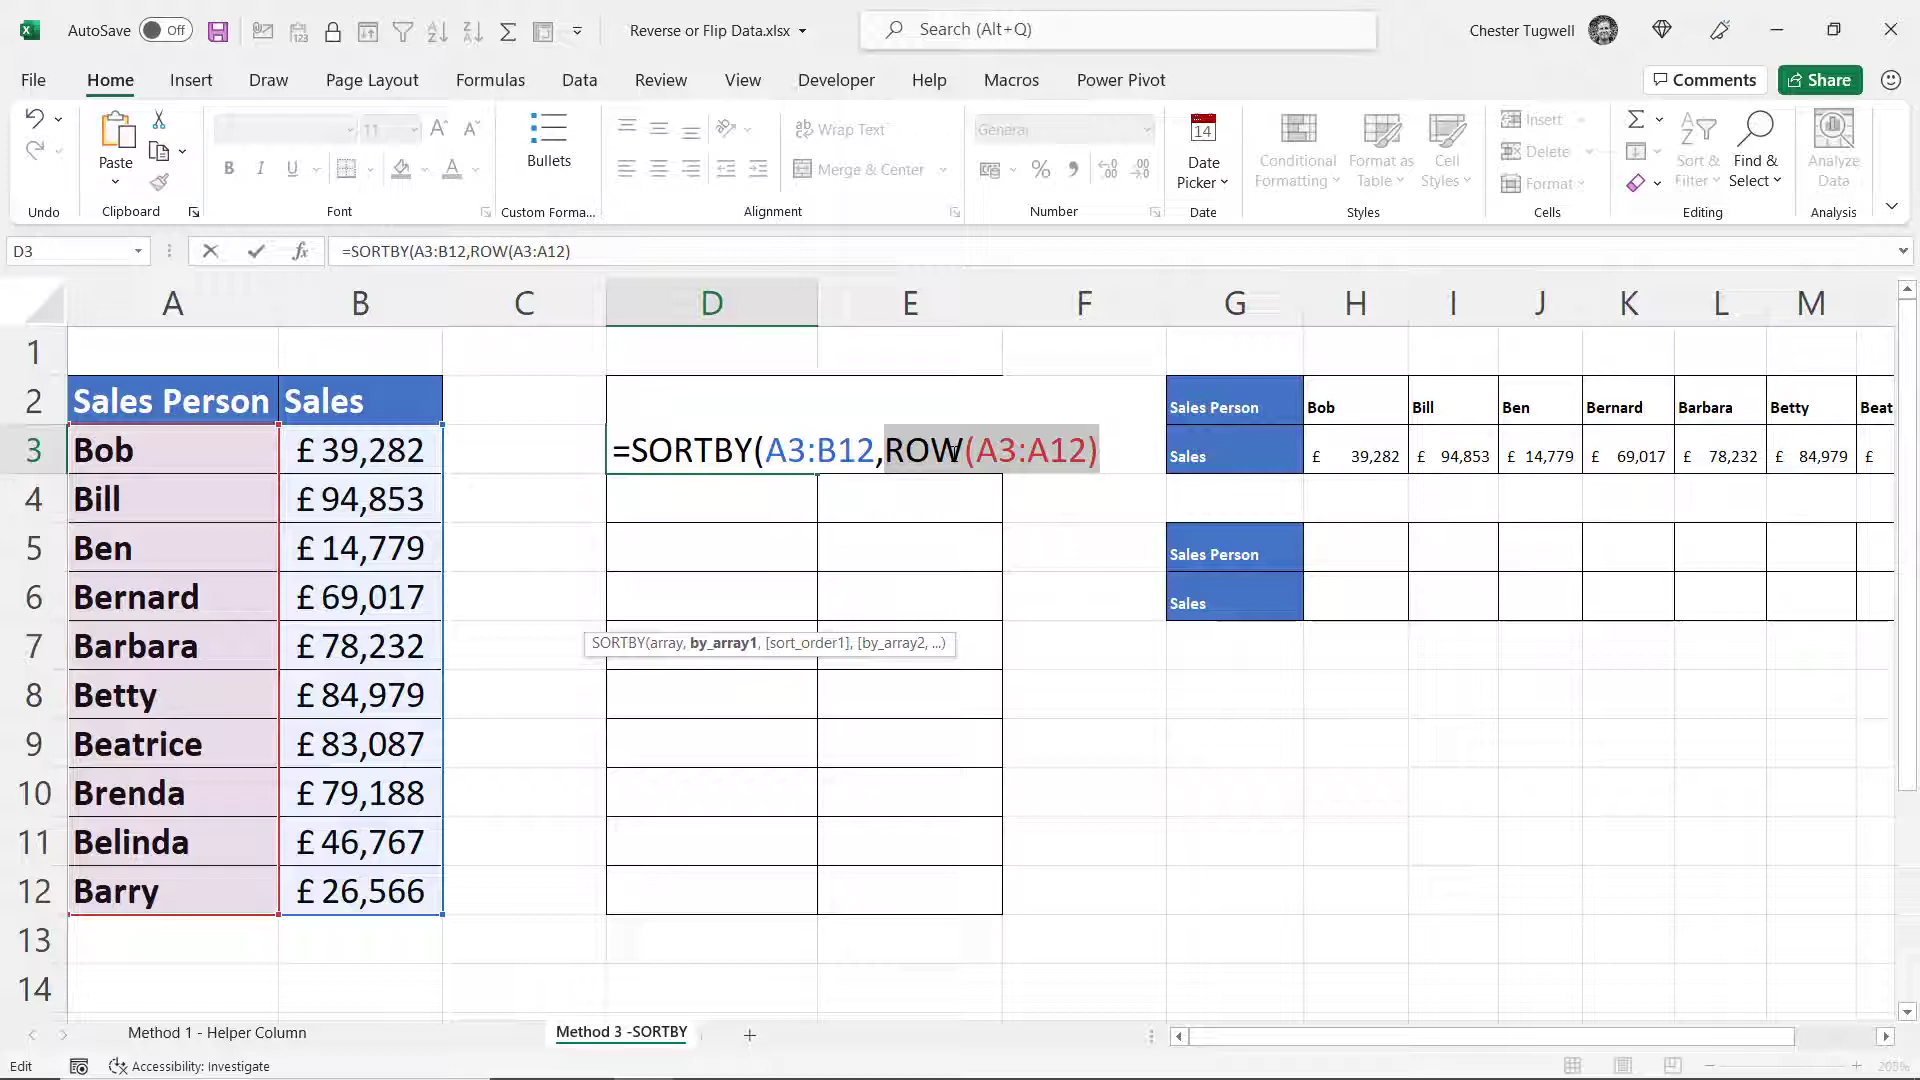 AutoSave Off
Reverse or Flip Data.xlsx
Search (Alt+Q)
Chester Tugwell
File Home Insert Draw Page Layout Formulas Data Review View Developer Help Macros Power Pivot
Comments Share
Paste
11
B I U
Bullets
Wrap Text
Merge & Center
General
14
Date Picker
Conditional Formatting
Format as Table
Cell Styles
Insert
Delete
Format
Sort & Filter
Find & Select
Analyze Data
Undo Clipboard Font Custom Forma... Alignment Number Date Styles Cells Editing Analysis
D3 fx =SORTBY(A3:B12,ROW(A3:A12)
A B C D E F G H I J K L M
1
2 Sales Person Sales Sales Person Bob Bill Ben Bernard Barbara Betty Beat
3 Bob £ 39,282 =SORTBY(A3:B12,ROW(A3:A12) Sales £ 39,282 £ 94,853 £ 14,779 £ 69,017 £ 78,232 £ 84,979 £
4 Bill £ 94,853
5 Ben £ 14,779 Sales Person
6 Bernard £ 69,017 Sales
7 Barbara £ 78,232 SORTBY(array, by_array1, [sort_order1], [by_array2, ...)
8 Betty £ 84,979
9 Beatrice £ 83,087
10 Brenda £ 79,188
11 Belinda £ 46,767
12 Barry £ 26,566
13
14
Method 1 - Helper Column Method 3 -SORTBY
Edit Accessibility: Investigate